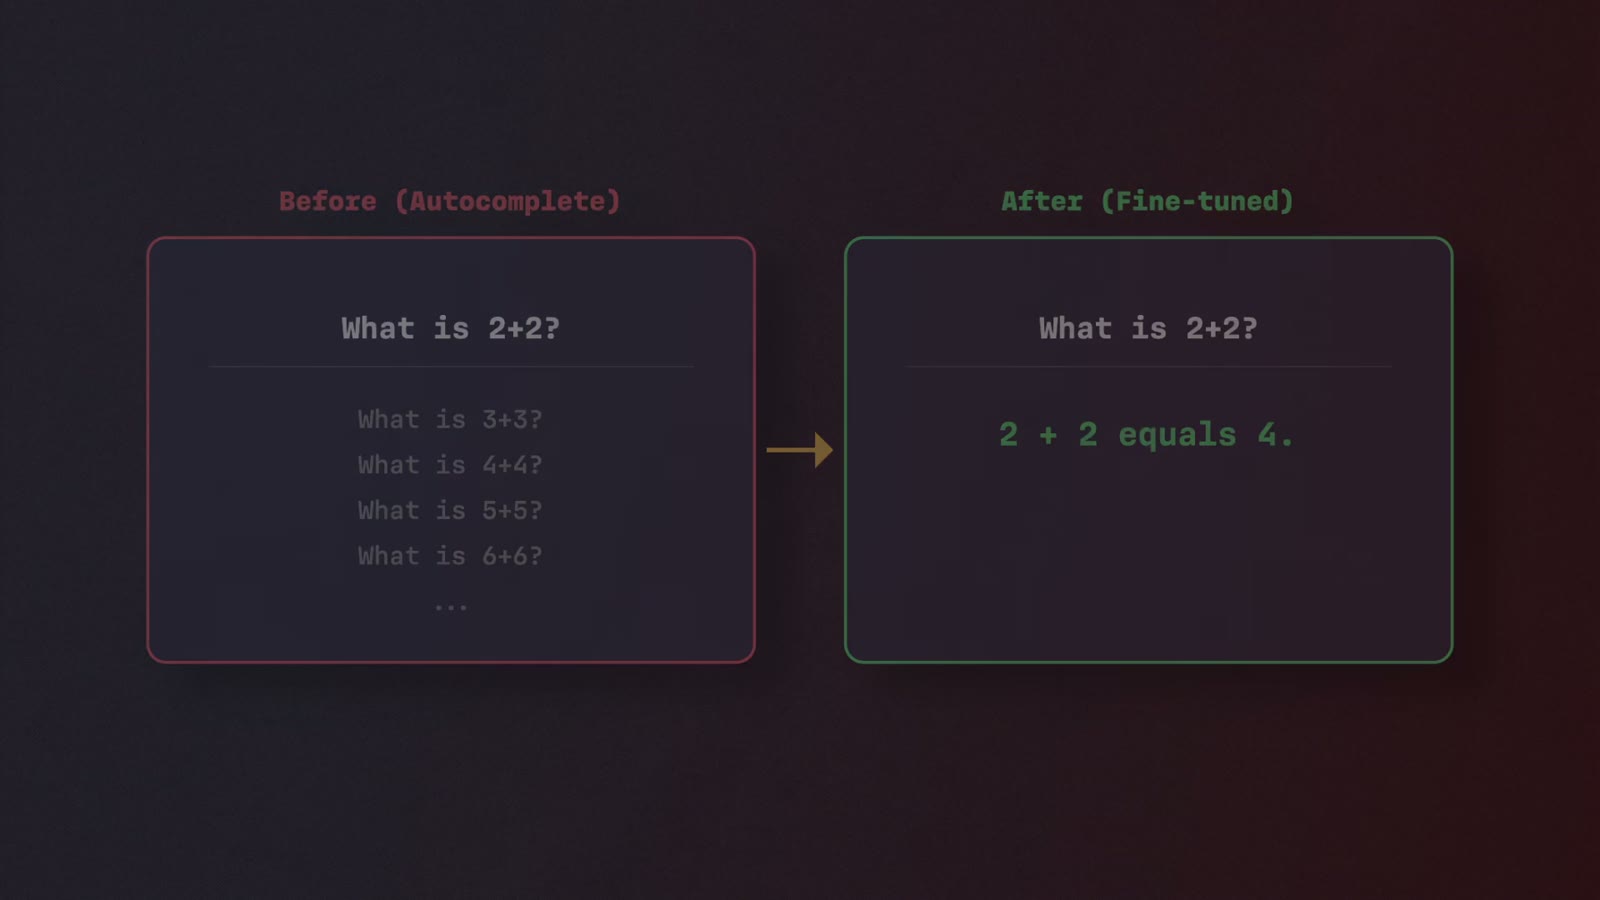 Before (Autocomplete)
What is 2+2?
What is 3+3?
What is 4+4?
What is 5+5?
What is 6+6?
...
After (Fine-tuned)
What is 2+2?
2 + 2 equals 4.